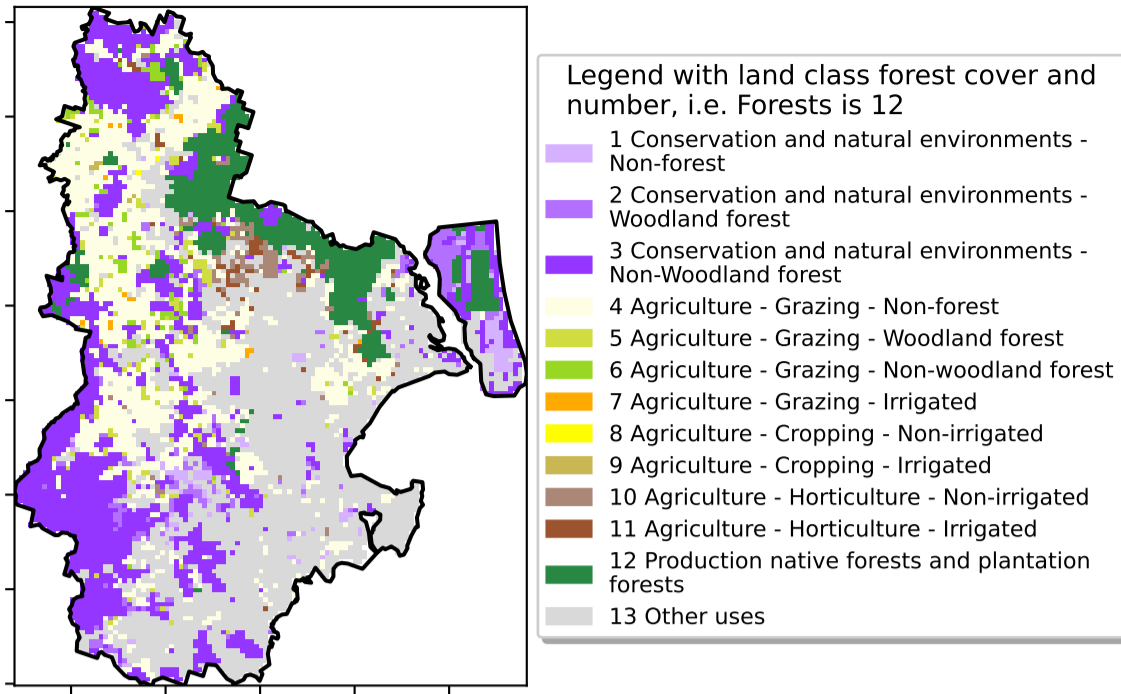 Legend with land class forest cover and
number, i.e. Forests is 12
1 Conservation and natural environments -
Non-forest
2 Conservation and natural environments -
Woodland forest
3 Conservation and natural environments -
Non-Woodland forest
4 Agriculture - Grazing - Non-forest
5 Agriculture - Grazing - Woodland forest
6 Agriculture - Grazing - Non-woodland forest
7 Agriculture - Grazing - Irrigated
8 Agriculture - Cropping - Non-irrigated
9 Agriculture - Cropping - Irrigated
10 Agriculture - Horticulture - Non-irrigated
11 Agriculture - Horticulture - Irrigated
12 Production native forests and plantation
forests
13 Other uses